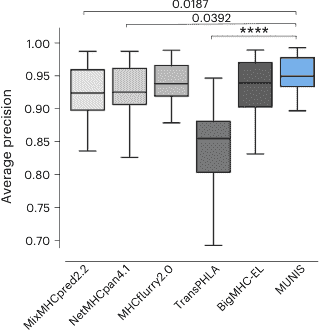 0.0187
0.0392
****
1.00
0.95
0.90
0.85
0.80
0.75
0.70
Average precision
MixMHCpred2.2
NetMHCpan4.1
MHCflurry2.0
TransPHLA
BigMHC-EL
MUNIS